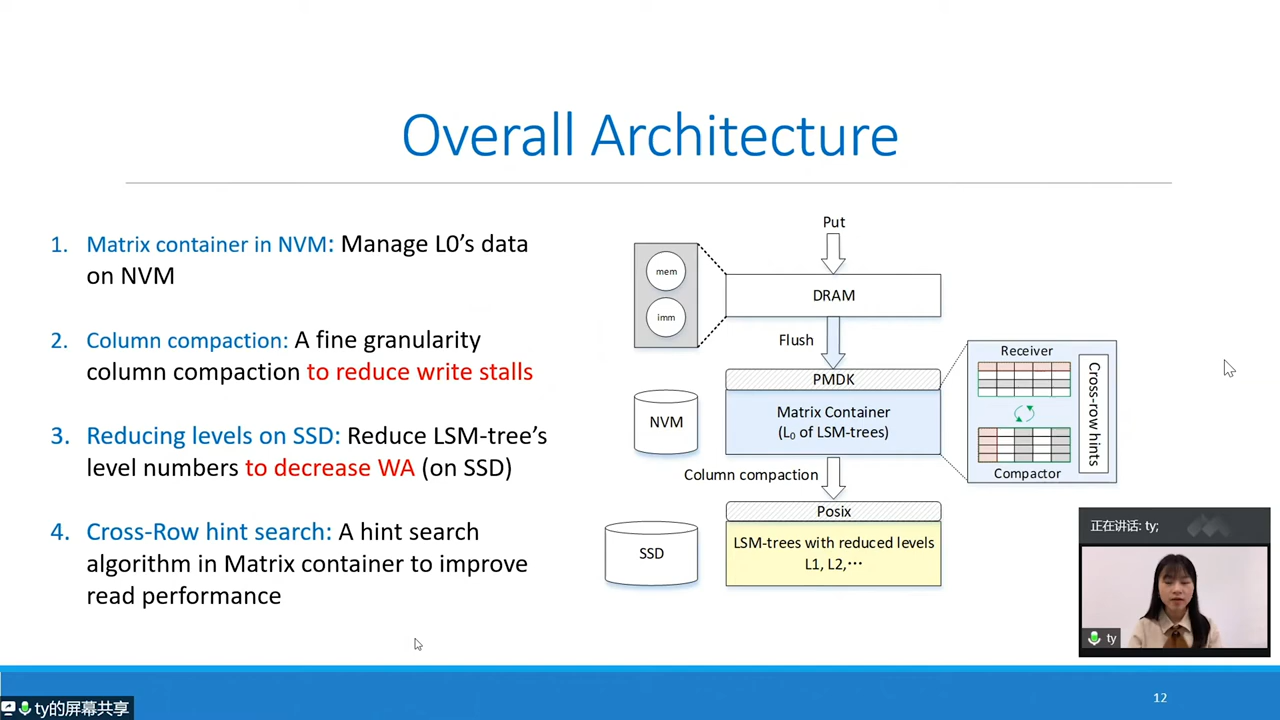 Overall Architecture
1. Matrix container in NVM: Manage L0's data
on NVM
2. Column compaction: A fine granularity
column compaction to reduce write stalls
3. Reducing levels on SSD: Reduce LSM-tree's
level numbers to decrease WA (on SSD)
4. Cross-Row hint search: A hint search
algorithm in Matrix container to improve
read performance
Put
mem
imm
DRAM
Flush
PMDK
NVM
Matrix Container
(L0 of LSM-trees)
Receiver
Cross-row hints
Compactor
Column compaction
Posix
SSD
LSM-trees with reduced levels
L1, L2,···
正在讲话: ty;
ty
12
ty的屏幕共享